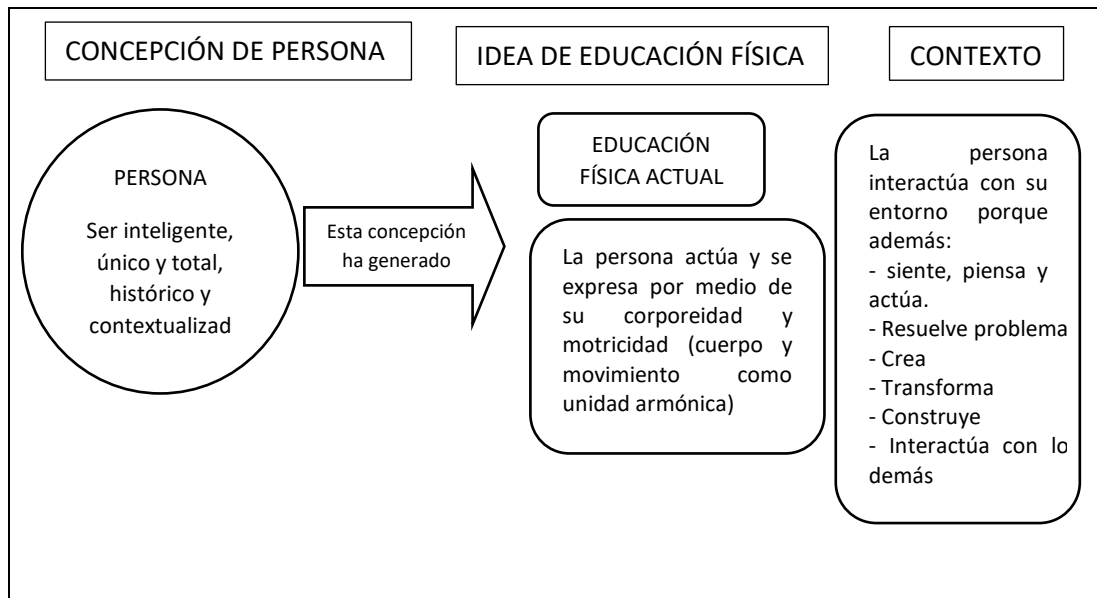 CONCEPCIÓN DE PERSONA
IDEA DE EDUCACIÓN FÍSICA
CONTEXTO
PERSONA
Ser inteligente,
único y total,
histórico y
contextualizad
Esta concepción
ha generado
EDUCACIÓN
FÍSICA ACTUAL
La persona actúa y se
expresa por medio de
su corporeidad y
motricidad (cuerpo y
movimiento como
unidad armónica)
La persona
interactúa con su
entorno porque
además:
- siente, piensa y
actúa.
- Resuelve problema
- Crea
- Transforma
- Construye
- Interactúa con lo
demás